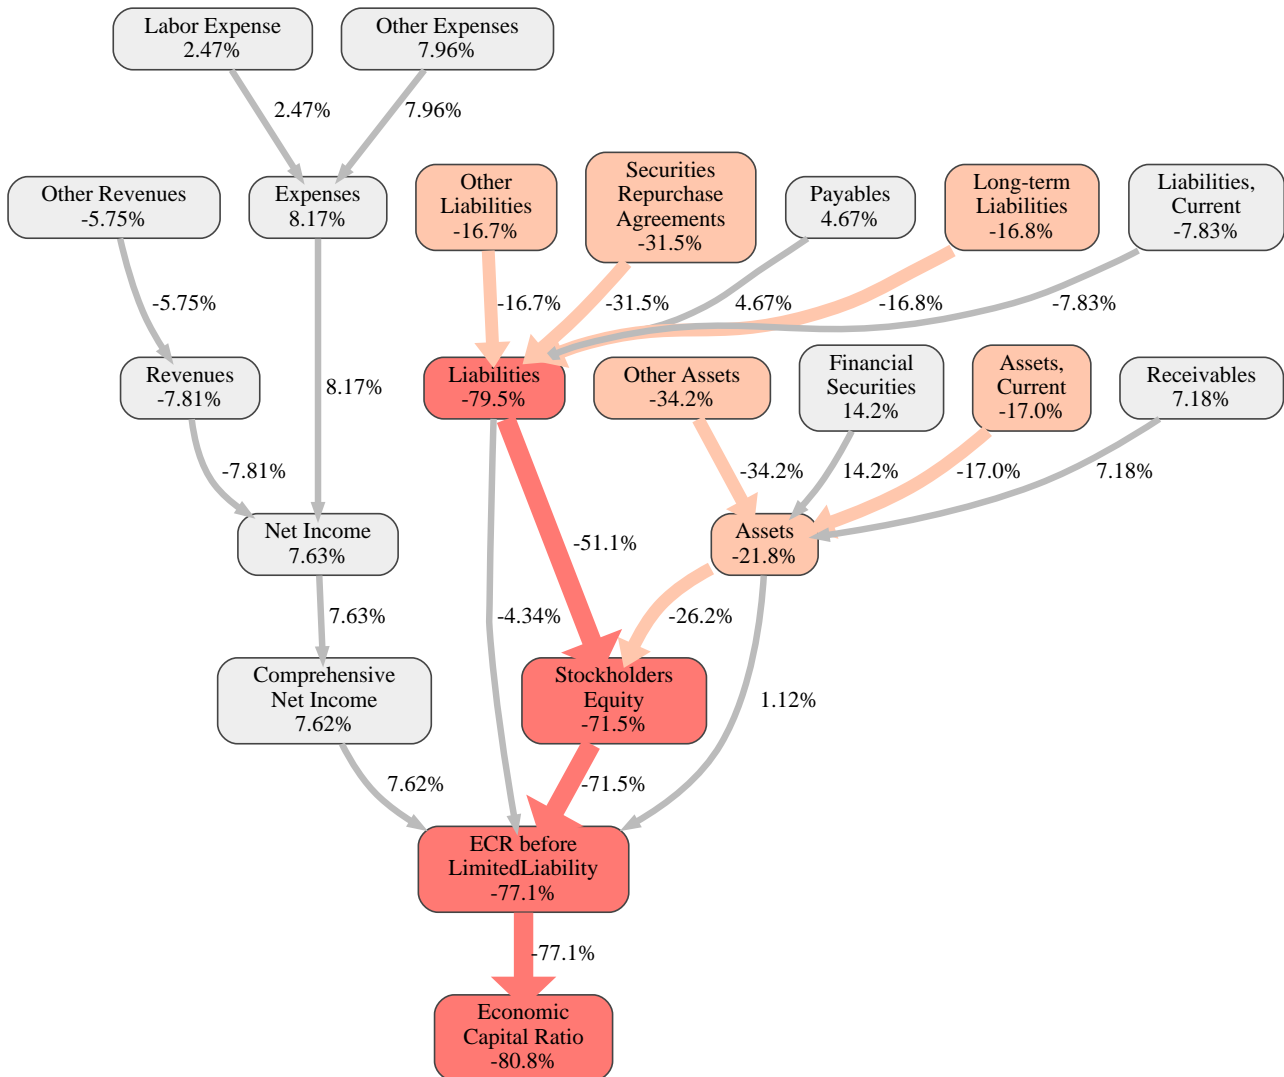 Labor Expense
2.47%
Other Expenses
7.96%
2.47%
7.96%
Other Revenues
-5.75%
Expenses
8.17%
Other
Liabilities
-16.7%
Securities
Repurchase
Agreements
-31.5%
Payables
4.67%
Long-term
Liabilities
-16.8%
Liabilities,
Current
-7.83%
-5.75%
-16.7%
-31.5%
4.67%
-16.8%
-7.83%
Revenues
-7.81%
8.17%
Liabilities
-79.5%
Other Assets
-34.2%
Financial
Securities
14.2%
Assets,
Current
-17.0%
Receivables
7.18%
-7.81%
-34.2%
14.2%
-17.0%
7.18%
Net Income
7.63%
-51.1%
Assets
-21.8%
7.63%
-4.34%
-26.2%
Comprehensive
Net Income
7.62%
Stockholders
Equity
-71.5%
1.12%
7.62%
-71.5%
ECR before
LimitedLiability
-77.1%
-77.1%
Economic
Capital Ratio
-80.8%